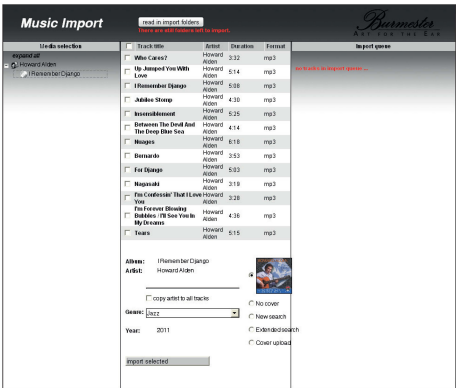 Music Import
read in import folders
There are still folders left to import.
Burmester
ART FOR THE EAR
Media selection
Track title Artist Duration Format
Import queue
expand all
Howard Alden
I Remember Django
no tracks in import queue ...
Who Cares? Howard Alden 3:32 mp3
Up Jumped You With Love Howard Alden 5:14 mp3
I Remember Django Howard Alden 5:08 mp3
Jubilee Stomp Howard Alden 4:30 mp3
Insensiblement Howard Alden 5:25 mp3
Between The Devil And The Deep Blue Sea Howard Alden 4:14 mp3
Nuages Howard Alden 6:18 mp3
Bernardo Howard Alden 3:53 mp3
For Django Howard Alden 5:03 mp3
Nagasaki Howard Alden 3:19 mp3
I'm Confessin' That I Love You Howard Alden 3:28 mp3
I'm Forever Blowing Bubbles / I'll See You In My Dreams Howard Alden 4:36 mp3
Tears Howard Alden 5:15 mp3
Album: I Remember Django
Artist: Howard Alden
copy artist to all tracks
Genre: Jazz
Year: 2011
No cover
New search
Extended search
Cover upload
import selected